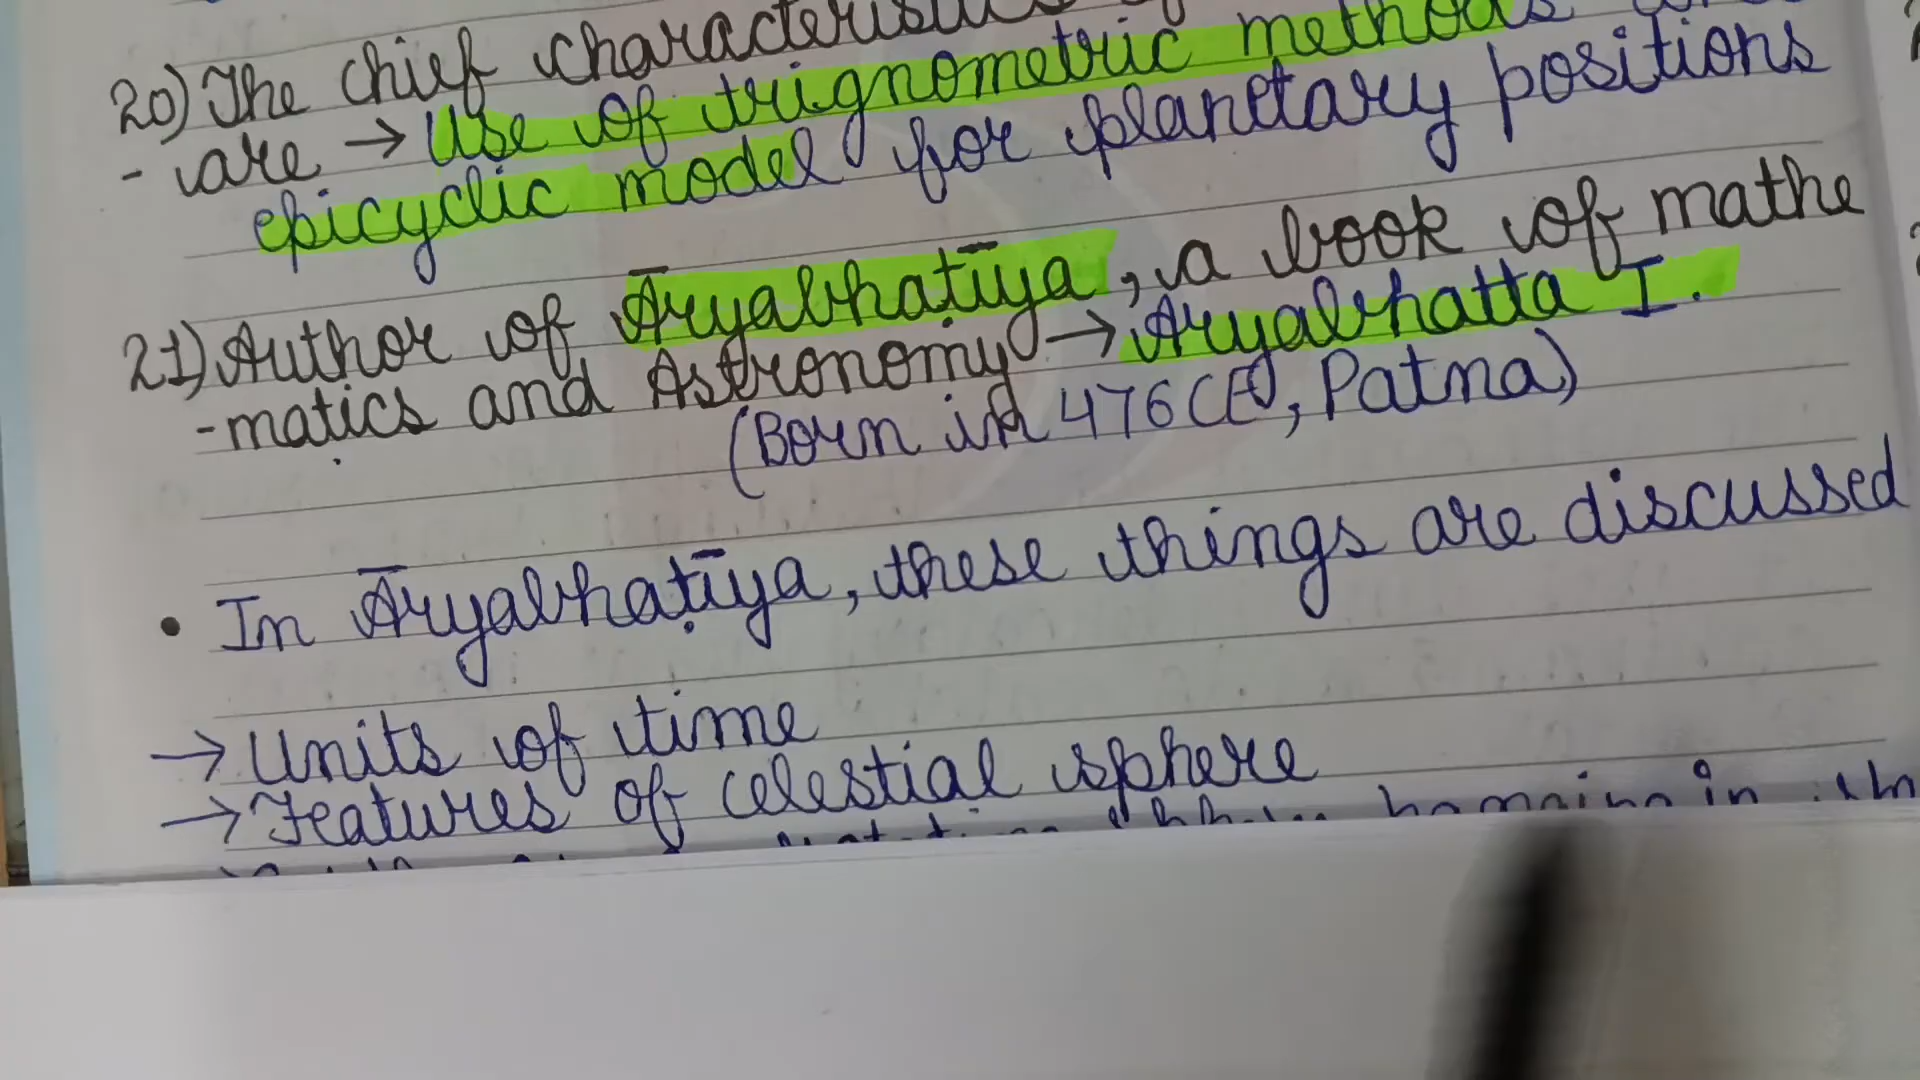 20) The chief characteristics
- are → Use of trignometric methods
epicyclic model for planetary positions
21) Author of Āryabhaṭīya, a book of mathe
-matics and Astronomy → Aryabhatta I.
(Born in 476 CE, Patna)
• In Āryabhaṭīya, these things are discussed
→ Units of time
→ Features of celestial sphere